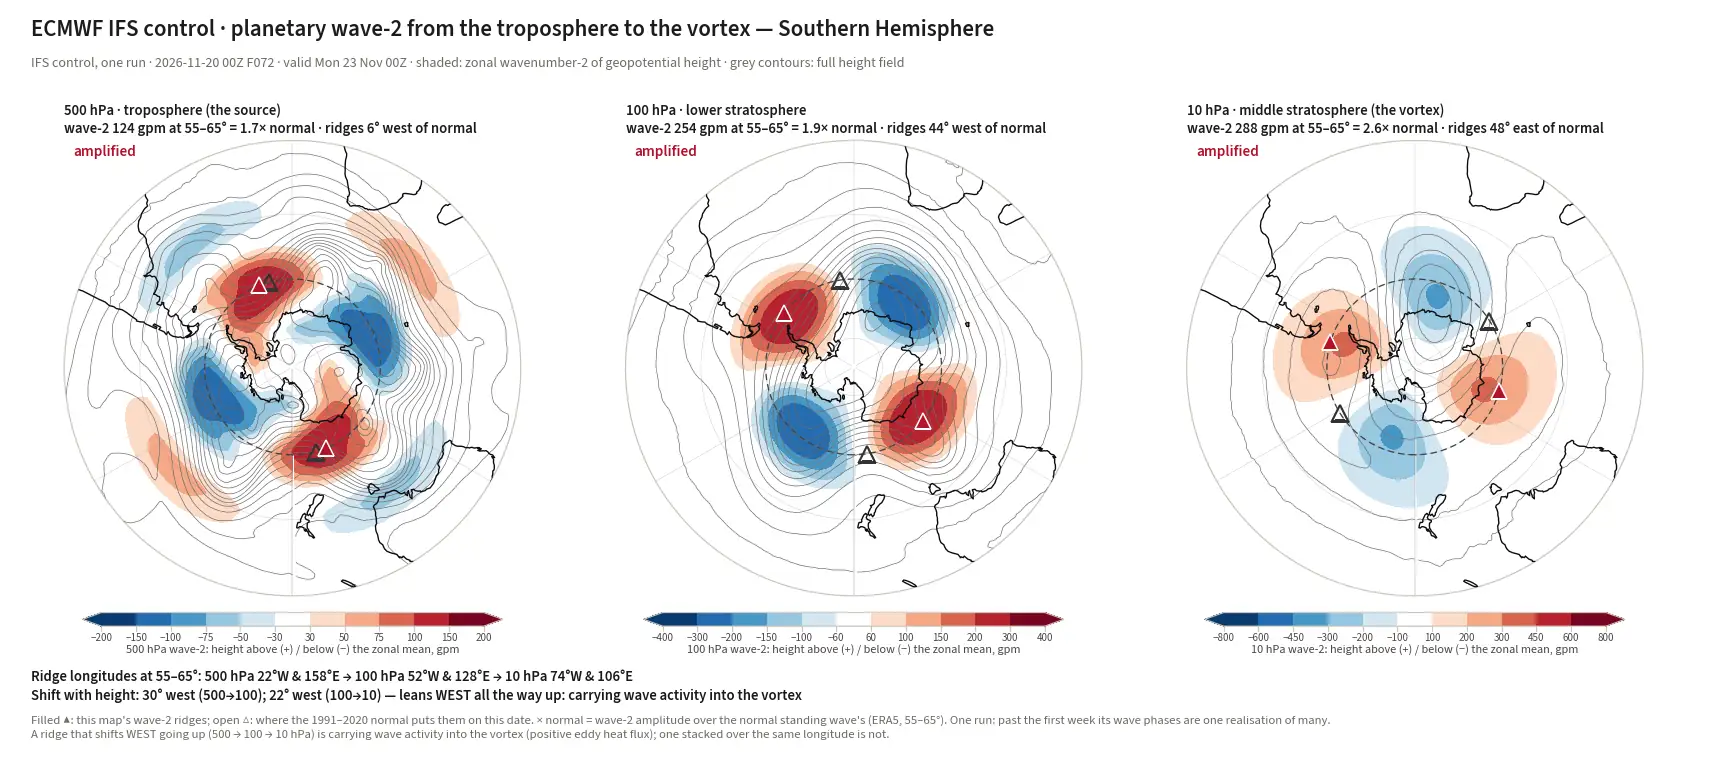 ECMWF IFS control · planetary wave-2 from the troposphere to the vortex — Southern Hemisphere
IFS control, one run · 2026-11-20 00Z F072 · valid Mon 23 Nov 00Z · shaded: zonal wavenumber-2 of geopotential height · grey contours: full height field
500 hPa · troposphere (the source)
wave-2 124 gpm at 55–65° = 1.7× normal · ridges 6° west of normal
amplified
100 hPa · lower stratosphere
wave-2 254 gpm at 55–65° = 1.9× normal · ridges 44° west of normal
amplified
10 hPa · middle stratosphere (the vortex)
wave-2 288 gpm at 55–65° = 2.6× normal · ridges 48° east of normal
amplified
−200 −150 −100 −75 −50 −30 30 50 75 100 150 200
500 hPa wave-2: height above (+) / below (−) the zonal mean, gpm
−400 −300 −200 −150 −100 −60 60 100 150 200 300 400
100 hPa wave-2: height above (+) / below (−) the zonal mean, gpm
−800 −600 −450 −300 −200 −100 100 200 300 450 600 800
10 hPa wave-2: height above (+) / below (−) the zonal mean, gpm
Ridge longitudes at 55–65°: 500 hPa 22°W & 158°E → 100 hPa 52°W & 128°E → 10 hPa 74°W & 106°E
Shift with height: 30° west (500→100); 22° west (100→10) — leans WEST all the way up: carrying wave activity into the vortex
Filled ▲: this map's wave-2 ridges; open △: where the 1991–2020 normal puts them on this date. × normal = wave-2 amplitude over the normal standing wave's (ERA5, 55–65°). One run: past the first week its wave phases are one realisation of many.
A ridge that shifts WEST going up (500 → 100 → 10 hPa) is carrying wave activity into the vortex (positive eddy heat flux); one stacked over the same longitude is not.